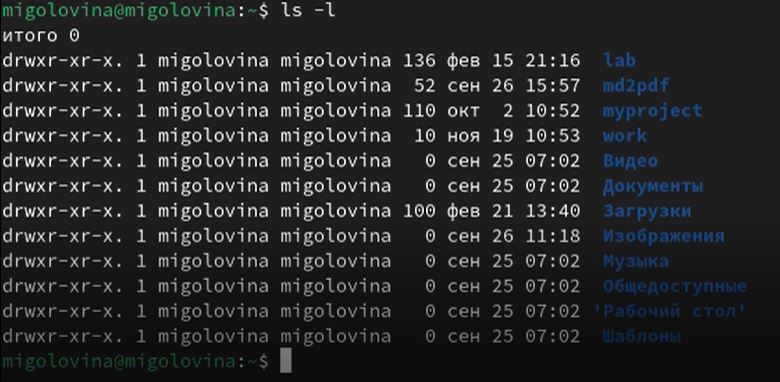 migolovina@migolovina:~$ ls -l
итого 0
drwxr-xr-x. 1 migolovina migolovina 136 фев 15 21:16  lab
drwxr-xr-x. 1 migolovina migolovina  52 сен 26 15:57  md2pdf
drwxr-xr-x. 1 migolovina migolovina 110 окт  2 10:52  myproject
drwxr-xr-x. 1 migolovina migolovina  10 ноя 19 10:53  work
drwxr-xr-x. 1 migolovina migolovina   0 сен 25 07:02  Видео
drwxr-xr-x. 1 migolovina migolovina   0 сен 25 07:02  Документы
drwxr-xr-x. 1 migolovina migolovina 100 фев 21 13:40  Загрузки
drwxr-xr-x. 1 migolovina migolovina   0 сен 26 11:18  Изображения
drwxr-xr-x. 1 migolovina migolovina   0 сен 25 07:02  Музыка
drwxr-xr-x. 1 migolovina migolovina   0 сен 25 07:02  Общедоступные
drwxr-xr-x. 1 migolovina migolovina   0 сен 25 07:02 'Рабочий стол'
drwxr-xr-x. 1 migolovina migolovina   0 сен 25 07:02  Шаблоны
migolovina@migolovina:~$